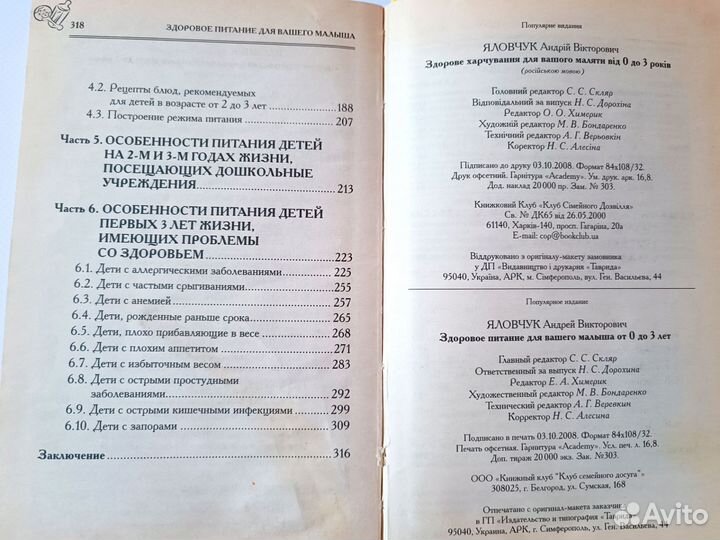 318
ЗДОРОВОЕ ПИТАНИЕ ДЛЯ ВАШЕГО МАЛЫША
4.2. Рецепты блюд, рекомендуемых
для детей в возрасте от 2 до 3 лет 188
4.3. Построение режима питания 207
Часть 5. ОСОБЕННОСТИ ПИТАНИЯ ДЕТЕЙ
НА 2-М И 3-М ГОДАХ ЖИЗНИ,
ПОСЕЩАЮЩИХ ДОШКОЛЬНЫЕ
УЧРЕЖДЕНИЯ 213
Часть 6. ОСОБЕННОСТИ ПИТАНИЯ ДЕТЕЙ
ПЕРВЫХ 3 ЛЕТ ЖИЗНИ,
ИМЕЮЩИХ ПРОБЛЕМЫ
СО ЗДОРОВЬЕМ 223
6.1. Дети с аллергическими заболеваниями 225
6.2. Дети с частыми срыгиваниями 255
6.3. Дети с анемией 257
6.4. Дети, рожденные раньше срока 265
6.5. Дети, плохо прибавляющие в весе 268
6.6. Дети с плохим аппетитом 271
6.7. Дети с избыточным весом 283
6.8. Дети с острыми простудными
заболеваниями 292
6.9. Дети с острыми кишечными инфекциями 299
6.10. Дети с запорами 309
Заключение 316
Популярне видання
ЯЛОВЧУК Андрій Вікторович
Здорове харчування для вашого маляти від 0 до 3 років
(російською мовою)
Головний редактор С. С. Скляр
Відповідальний за випуск Н. С. Дорохіна
Редактор О. О. Химерик
Художній редактор М. В. Бондаренко
Технічний редактор А. Г. Верьовкін
Коректор Н. С. Алесіна
Підписано до друку 03.10.2008. Формат 84x108/32.
Друк офсетний. Гарнітура «Academy». Ум. друк. арк. 16,8.
Дод. наклад 20 000 пр. Зам. № 303.
Книжковий Клуб «Клуб Сімейного Дозвілля»
Св. № ДК65 від 26.05.2000
61140, Харків-140, просп. Гагаріна, 20а
E-mail: cop@bookclub.ua
Віддруковано з оригінал-макету замовника
у ДП «Видавництво і друкарня «Таврида»
95040, Україна, АРК, м. Сімферополь, вул. Ген. Васильєва, 44
Популярное издание
ЯЛОВЧУК Андрей Викторович
Здоровое питание для вашего малыша от 0 до 3 лет
Главный редактор С. С. Скляр
Ответственный за выпуск Н. С. Дорохина
Редактор Е. А. Химерик
Художественный редактор М. В. Бондаренко
Технический редактор А. Г. Веревкин
Корректор Н. С. Алесина
Подписано в печать 03.10.2008. Формат 84x108/32.
Печать офсетная. Гарнитура «Academy». Усл. печ. л. 16,8.
Доп. тираж 20 000 экз. Зак. №303.
ООО «Книжный клуб "Клуб семейного досуга"»
308025, г. Белгород, ул. Сумская, 168
Отпечатано с оригинал-макета заказчика
в ГП «Издательство и типография «Таврида»
95040, Украина, АРК, г. Симферополь, ул. Ген. Васильева, 44
Avito